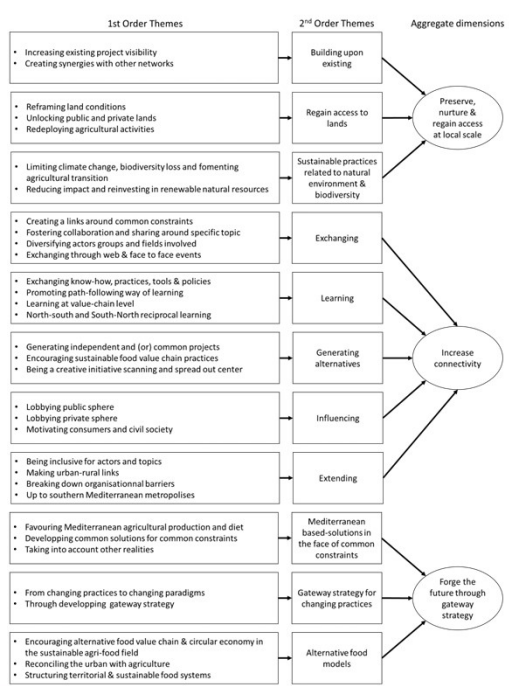 1st Order Themes
2nd Order Themes
Aggregate dimensions
• Increasing existing project visibility
• Creating synergies with other networks
Building upon
existing
• Reframing land conditions
• Unlocking public and private lands
• Redeploying agricultural activities
Regain access to
lands
• Limiting climate change, biodiversity loss and fomenting
agricultural transition
• Reducing impact and reinvesting in renewable natural resources
Sustainable practices
related to natural
environment &
biodiversity
Preserve,
nurture &
regain access
at local scale
• Creating a links around common constraints
• Fostering collaboration and sharing around specific topic
• Diversifying actors groups and fields involved
• Exchanging through web & face to face events
Exchanging
• Exchanging know-how, practices, tools & policies
• Promoting path-following way of learning
• Learning at value-chain level
• North-south and South-North reciprocal learning
Learning
• Generating independent and (or) common projects
• Encouraging sustainable food value chain practices
• Being a creative initiative scanning and spread out center
Generating
alternatives
• Lobbying public sphere
• Lobbying private sphere
• Motivating consumers and civil society
Influencing
• Being inclusive for actors and topics
• Making urban-rural links
• Breaking down organisationnal barriers
• Up to southern Mediterranean metropolises
Extending
Increase
connectivity
• Favouring Mediterranean agricultural production and diet
• Developping common solutions for common constraints
• Taking into account other realities
Mediterranean
based-solutions in
the face of common
constraints
• From changing practices to changing paradigms
• Through developping gateway strategy
Gateway strategy for
changing practices
• Encouraging alternative food value chain & circular economy in
the sustainable agri-food field
• Reconciling the urban with agriculture
• Structuring territorial & sustainable food systems
Alternative food
models
Forge the
future through
gateway
strategy